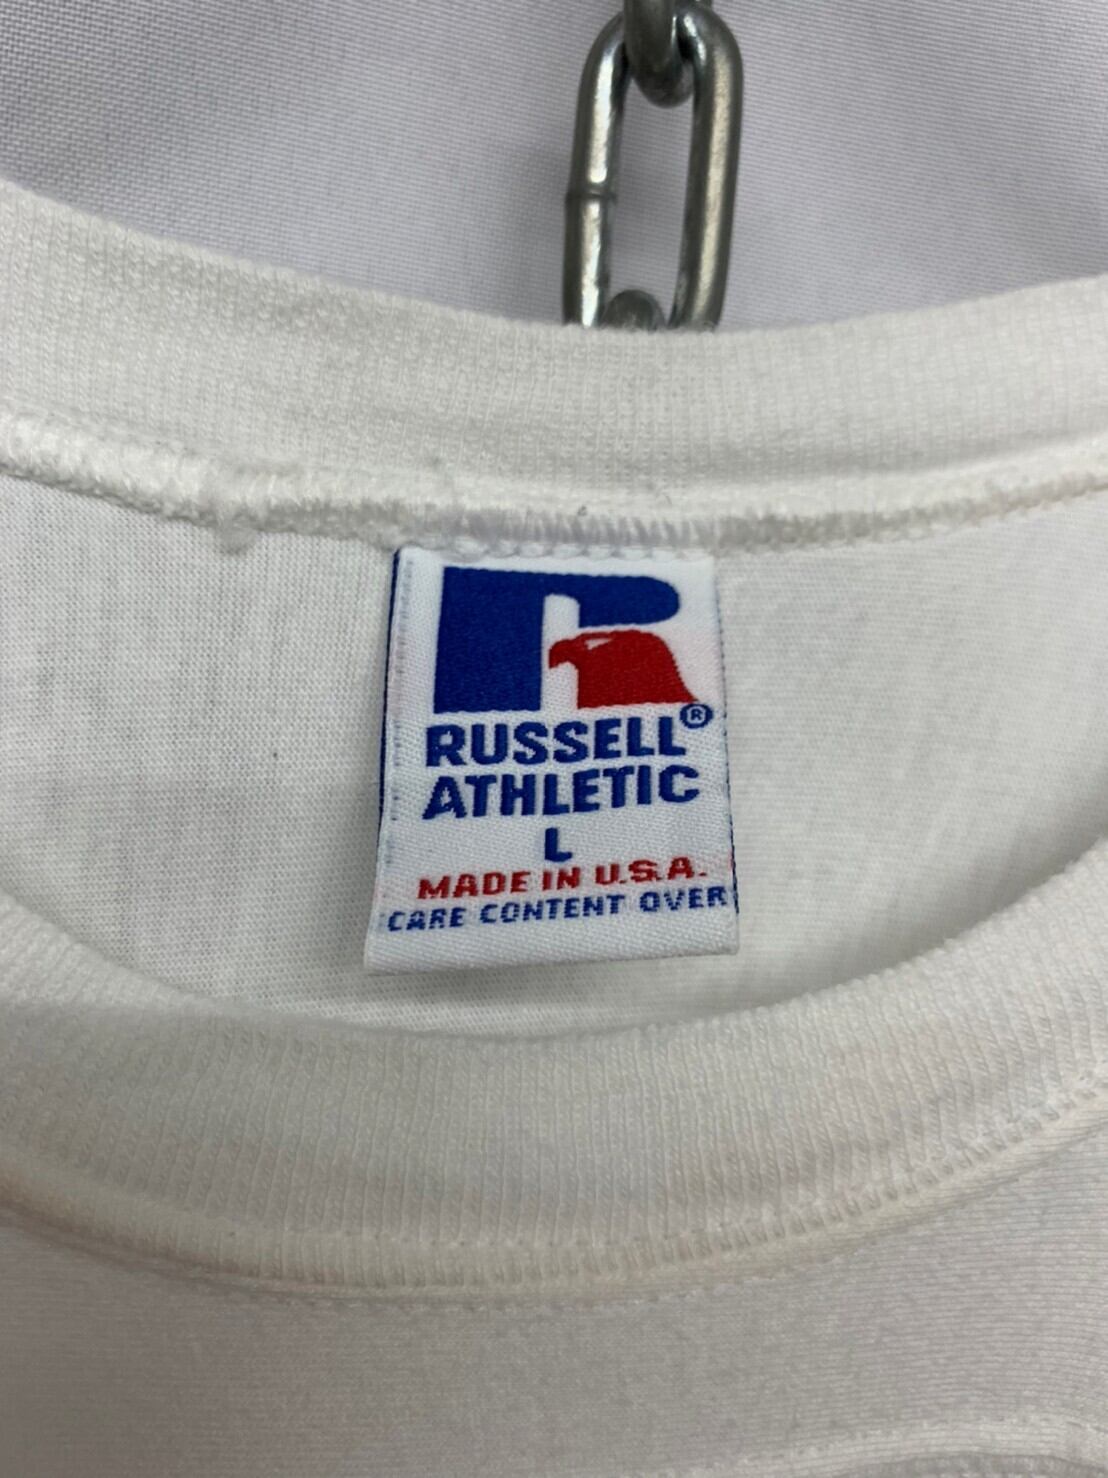 RUSSELL®
ATHLETIC
L
MADE IN U.S.A.
CARE CONTENT OVER